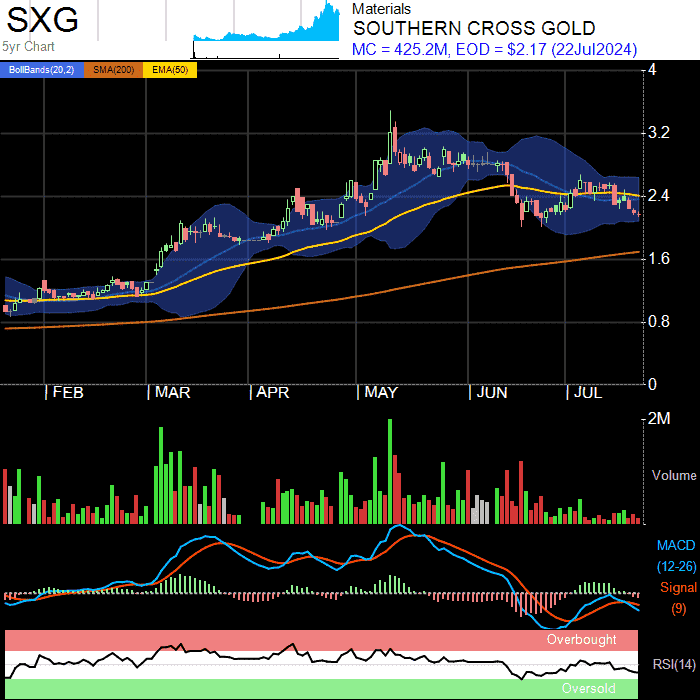 SXG
5yr Chart
Materials
SOUTHERN CROSS GOLD
MC = 425.2M, EOD = $2.17 (22Jul2024)
BollBands(20,2) SMA(200) EMA(50)
4
3.2
2.4
1.6
0.8
0
FEB MAR APR MAY JUN JUL
2M
Volume
MACD
(12-26)
Signal
(9)
Overbought
RSI(14)
Oversold